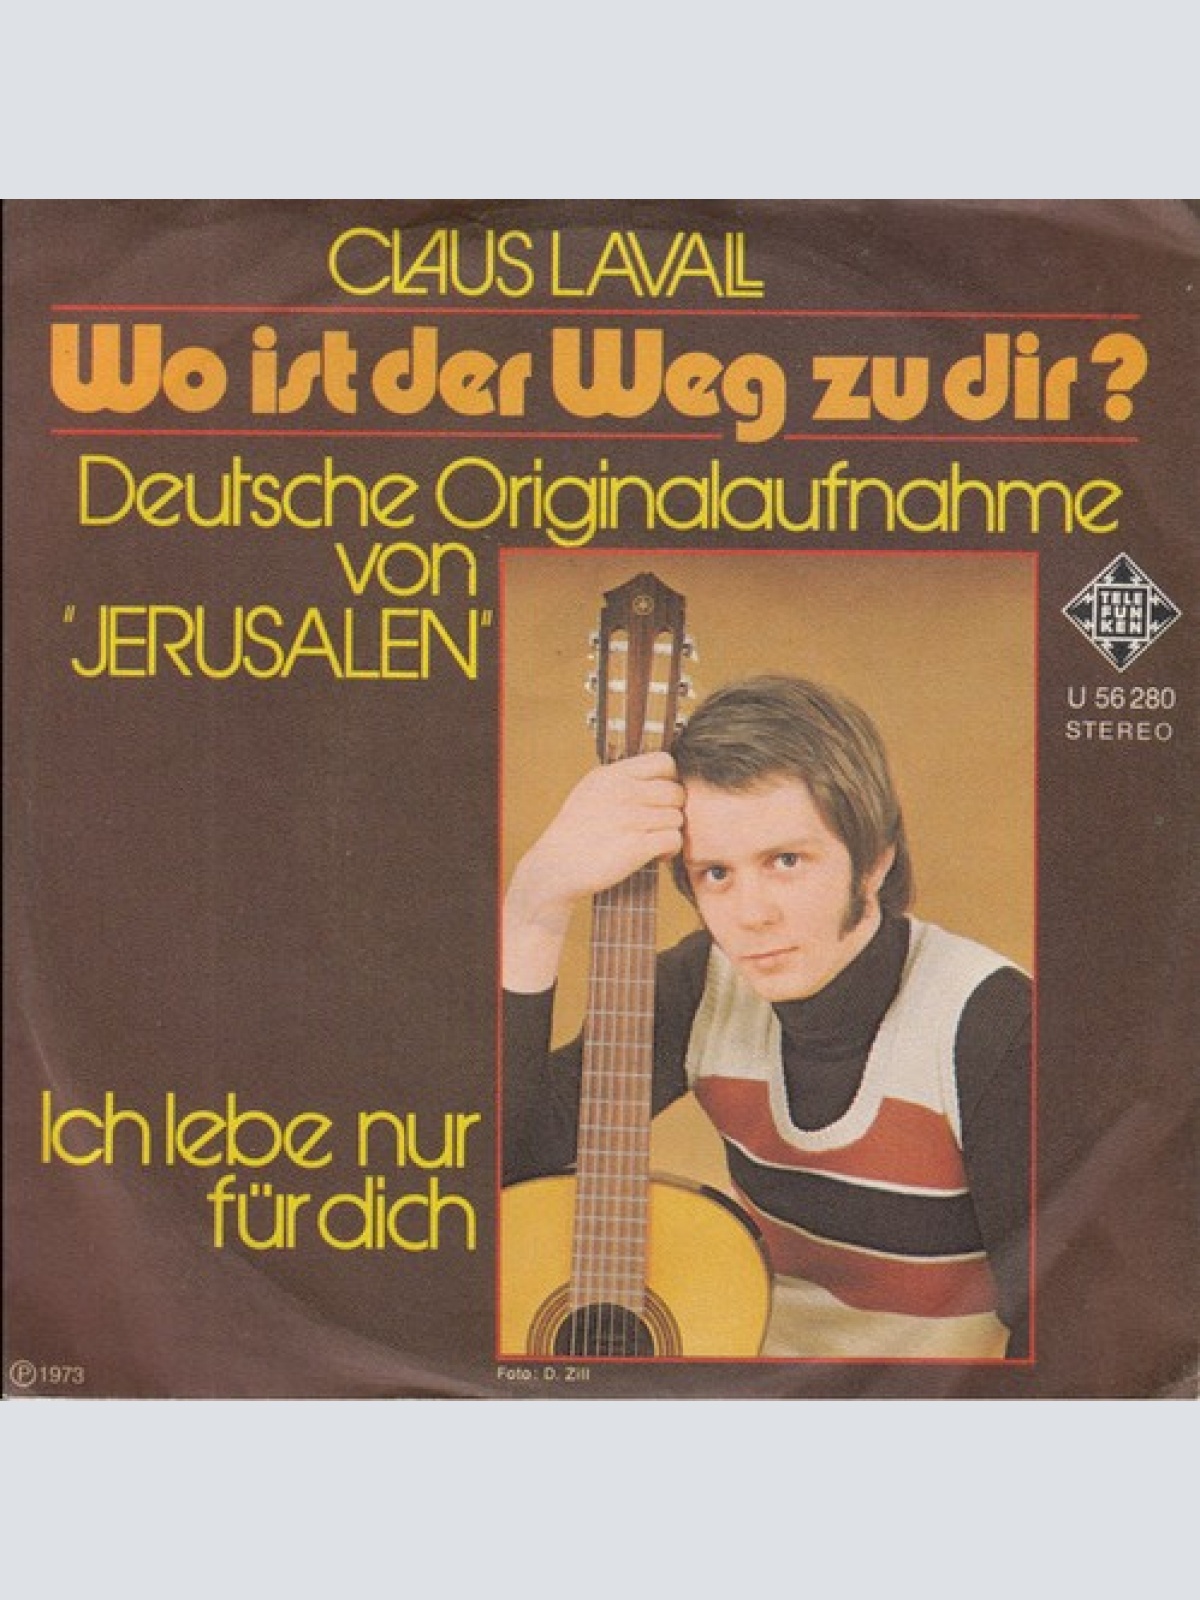 CLAUS LAVALL
Wo ist der Weg zu dir?
Deutsche Originalaufnahme
von
"JERUSALEN"
TELE
FUN
KEN
U 56 280
STEREO
Ich lebe nur
für dich
℗ 1973
Foto: D. Zill